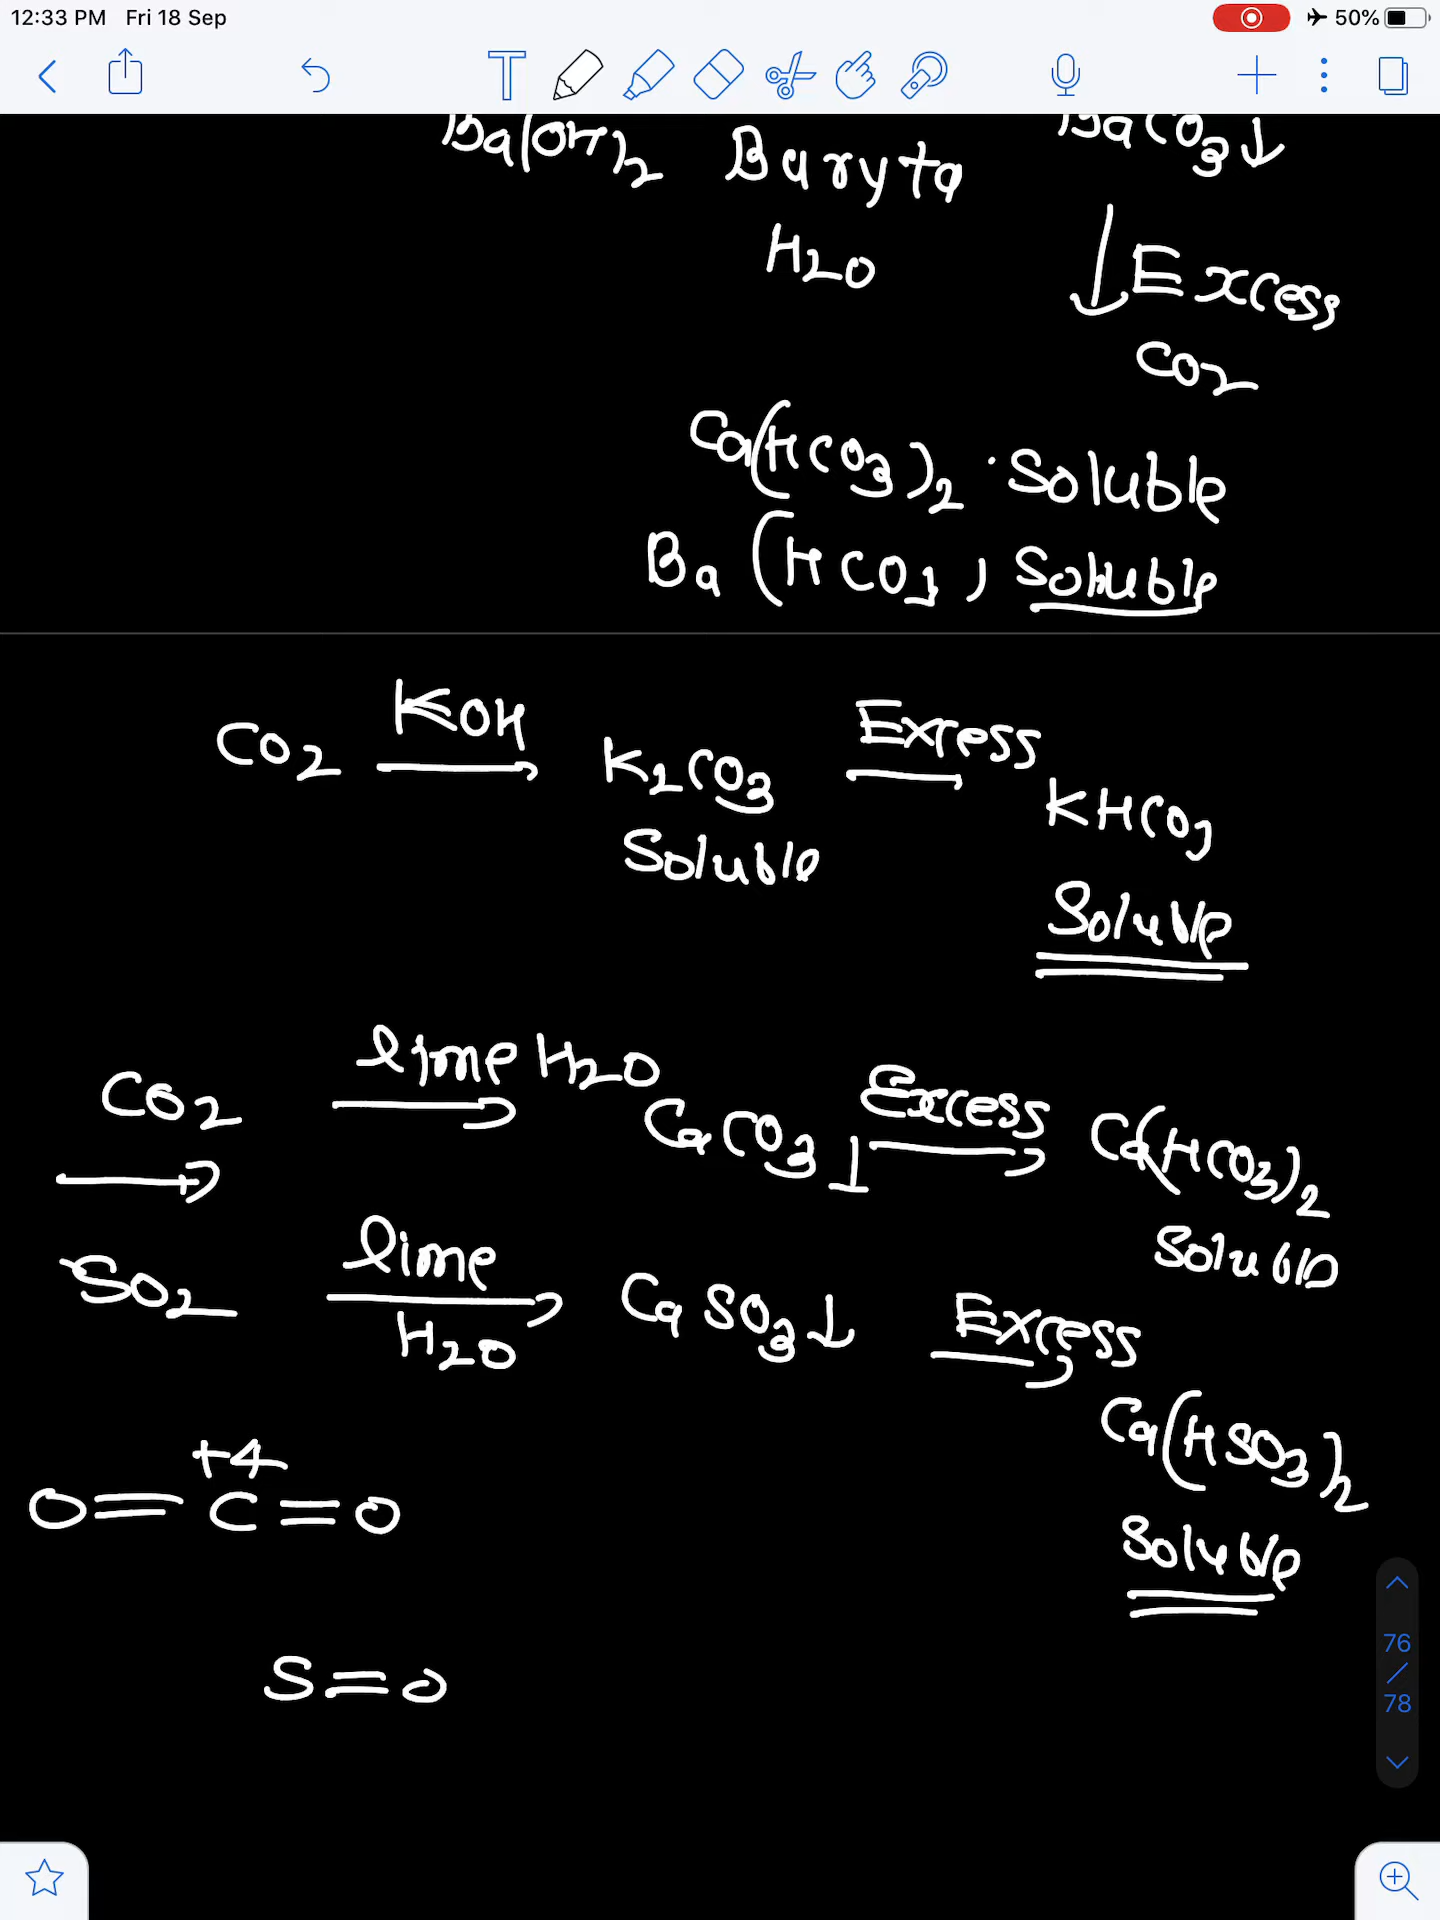 12:33 PM Fri 18 Sep 50%
T
Ba(OH)2 Baryta BaCO3↓
H2O ↓ Excess
CO2
Ca(HCO3)2 · Soluble
Ba(HCO3) Soluble
CO2 KOH → K2CO3 Excess → KHCO3
Soluble Soluble
CO2 lime H2O → CaCO3↓ Excess → Ca(HCO3)2
→ Soluble
SO2 lime H2O → CaSO3↓ Excess →
Ca(HSO3)2
Soluble
+4
O=C=O
S=O
76
/
78